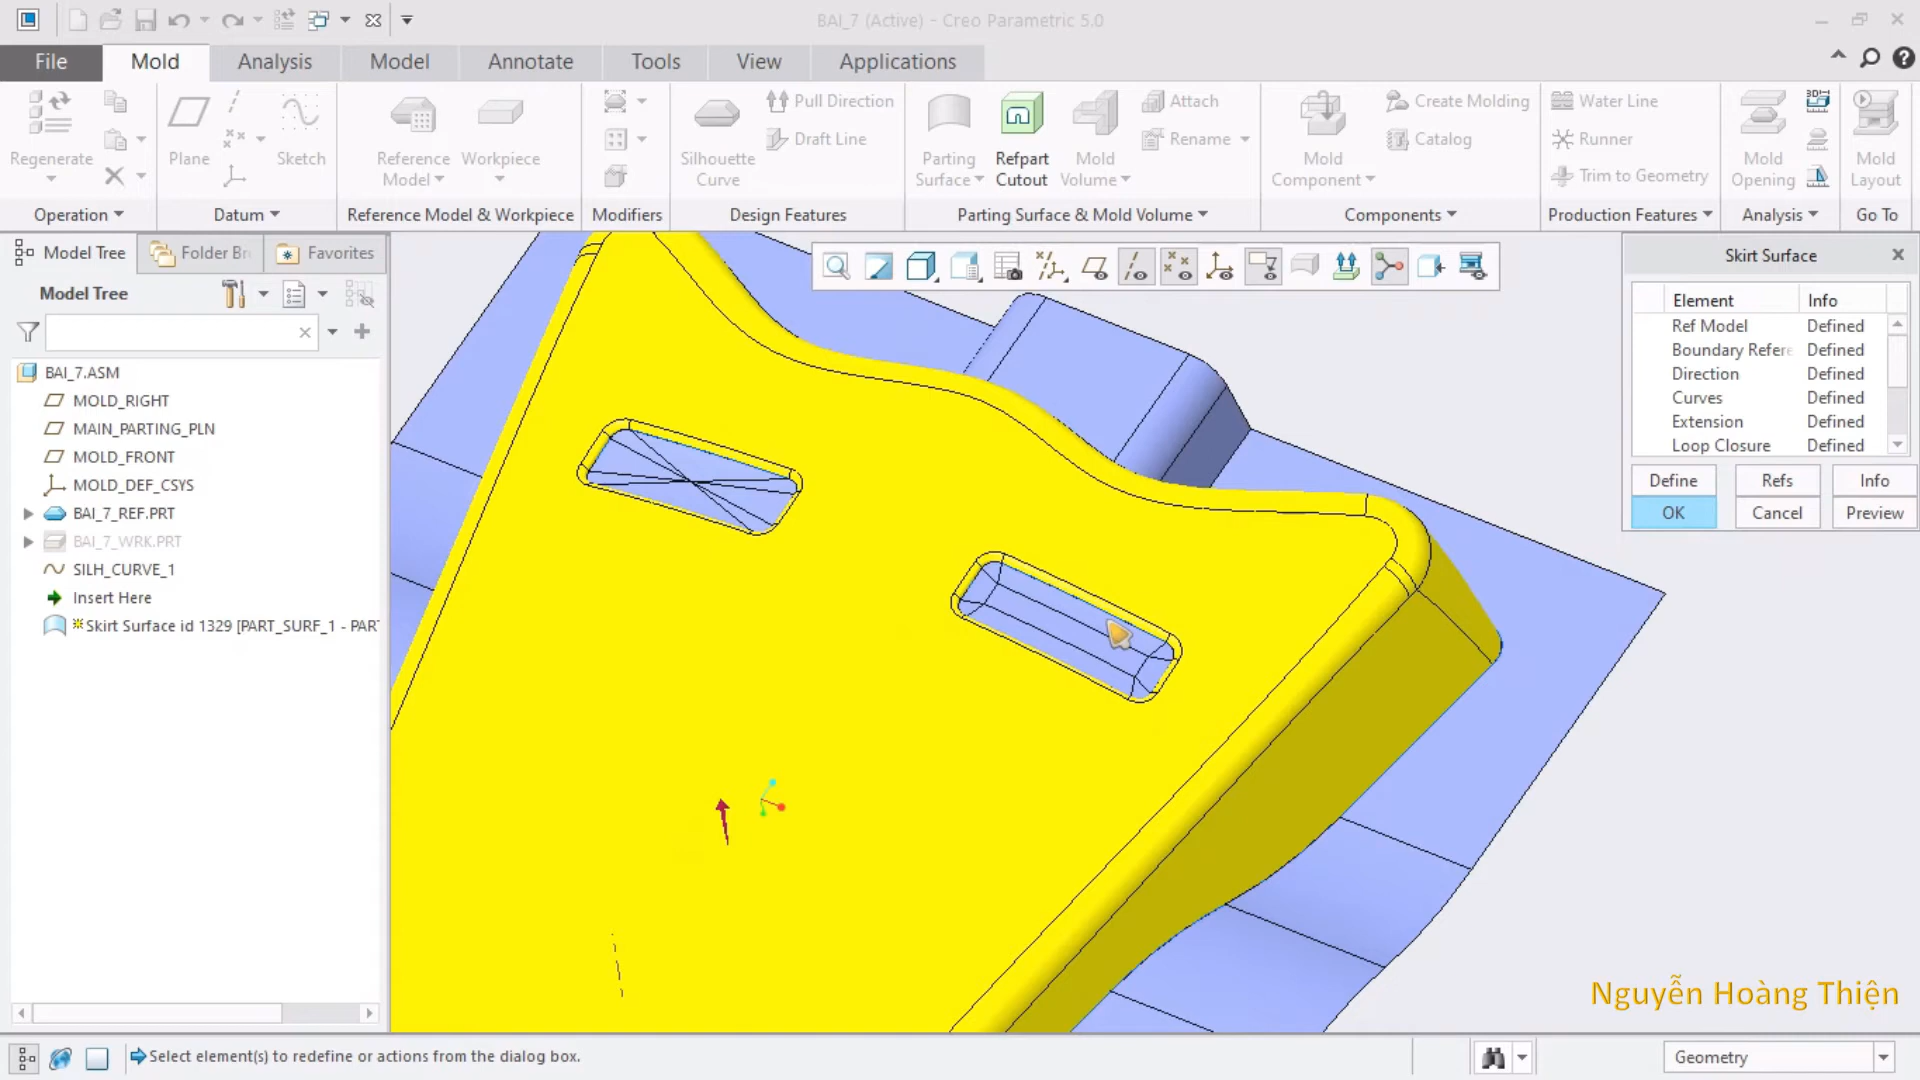 BAI_7 (Active) - Creo Parametric 5.0
File
Mold
Analysis
Model
Annotate
Tools
View
Applications
Regenerate
Plane
Sketch
Reference
Model
Workpiece
Silhouette
Curve
Pull Direction
Draft Line
Parting
Surface
Refpart
Cutout
Mold
Volume
Attach
Rename
Mold
Component
Create Molding
Catalog
Water Line
Runner
Trim to Geometry
Mold
Opening
Mold
Layout
Operation
Datum
Reference Model & Workpiece
Modifiers
Design Features
Parting Surface & Mold Volume
Components
Production Features
Analysis
Go To
Model Tree
Folder Br
Favorites
Model Tree
BAI_7.ASM
MOLD_RIGHT
MAIN_PARTING_PLN
MOLD_FRONT
MOLD_DEF_CSYS
BAI_7_REF.PRT
BAI_7_WRK.PRT
SILH_CURVE_1
Insert Here
Skirt Surface id 1329 [PART_SURF_1 - PAR
Skirt Surface
Element Info
Ref Model Defined
Boundary Refere Defined
Direction Defined
Curves Defined
Extension Defined
Loop Closure Defined
Define Refs Info
OK Cancel Preview
Nguyễn Hoàng Thiện
Select element(s) to redefine or actions from the dialog box.
Geometry